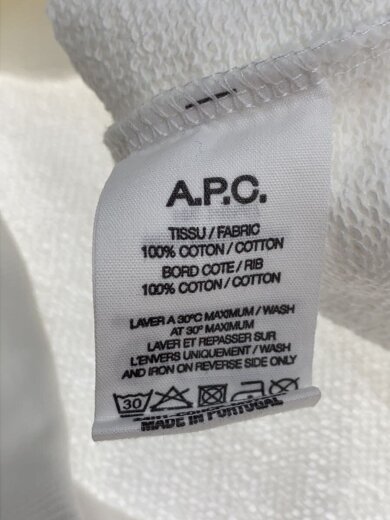 A.P.C.
TISSU / FABRIC
100% COTON / COTTON
BORD COTE / RIB
100% COTON / COTTON
LAVER A 30°C MAXIMUM / WASH
AT 30° MAXIMUM
LAVER ET REPASSER SUR
L'ENVERS UNIQUEMENT / WASH
AND IRON ON REVERSE SIDE ONLY
30
MADE IN PORTUGAL